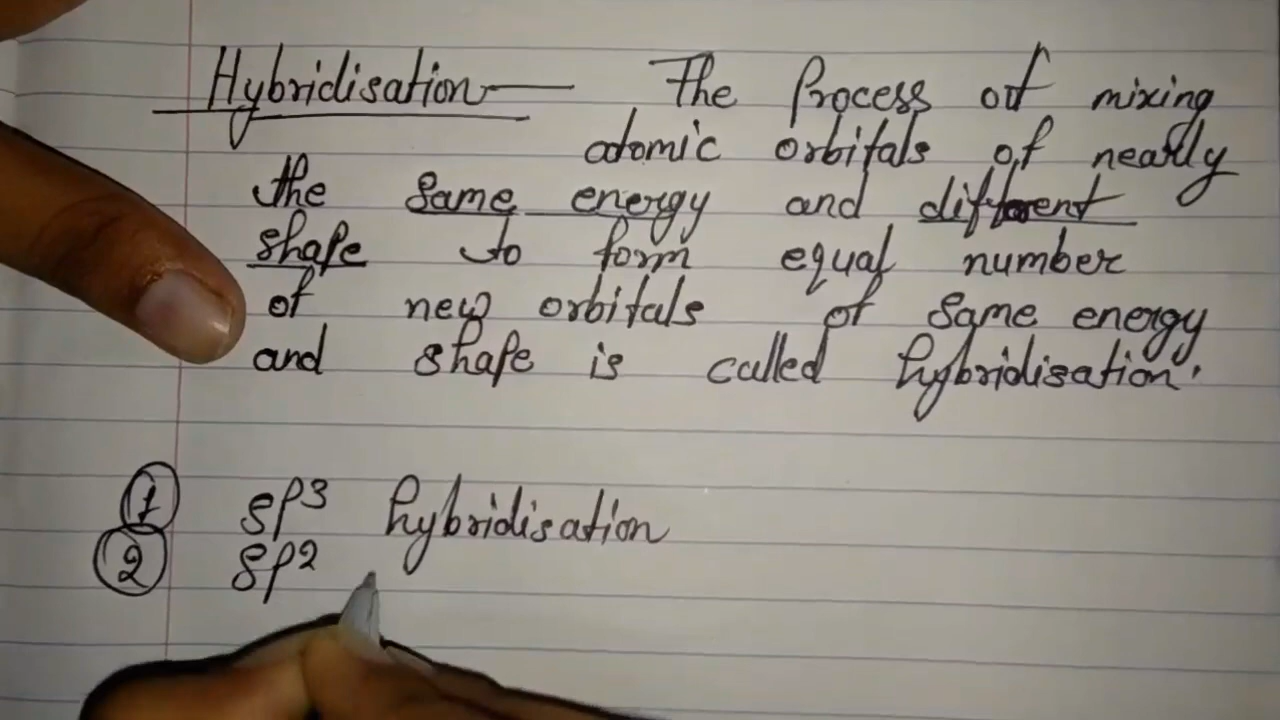 Hybridisation — The Process of mixing
atomic orbitals of nearly
the same energy and different
shape to form equal number
of new orbitals of same energy
and shape is called hybridisation.
1 SP3 hybridisation
2 SP2